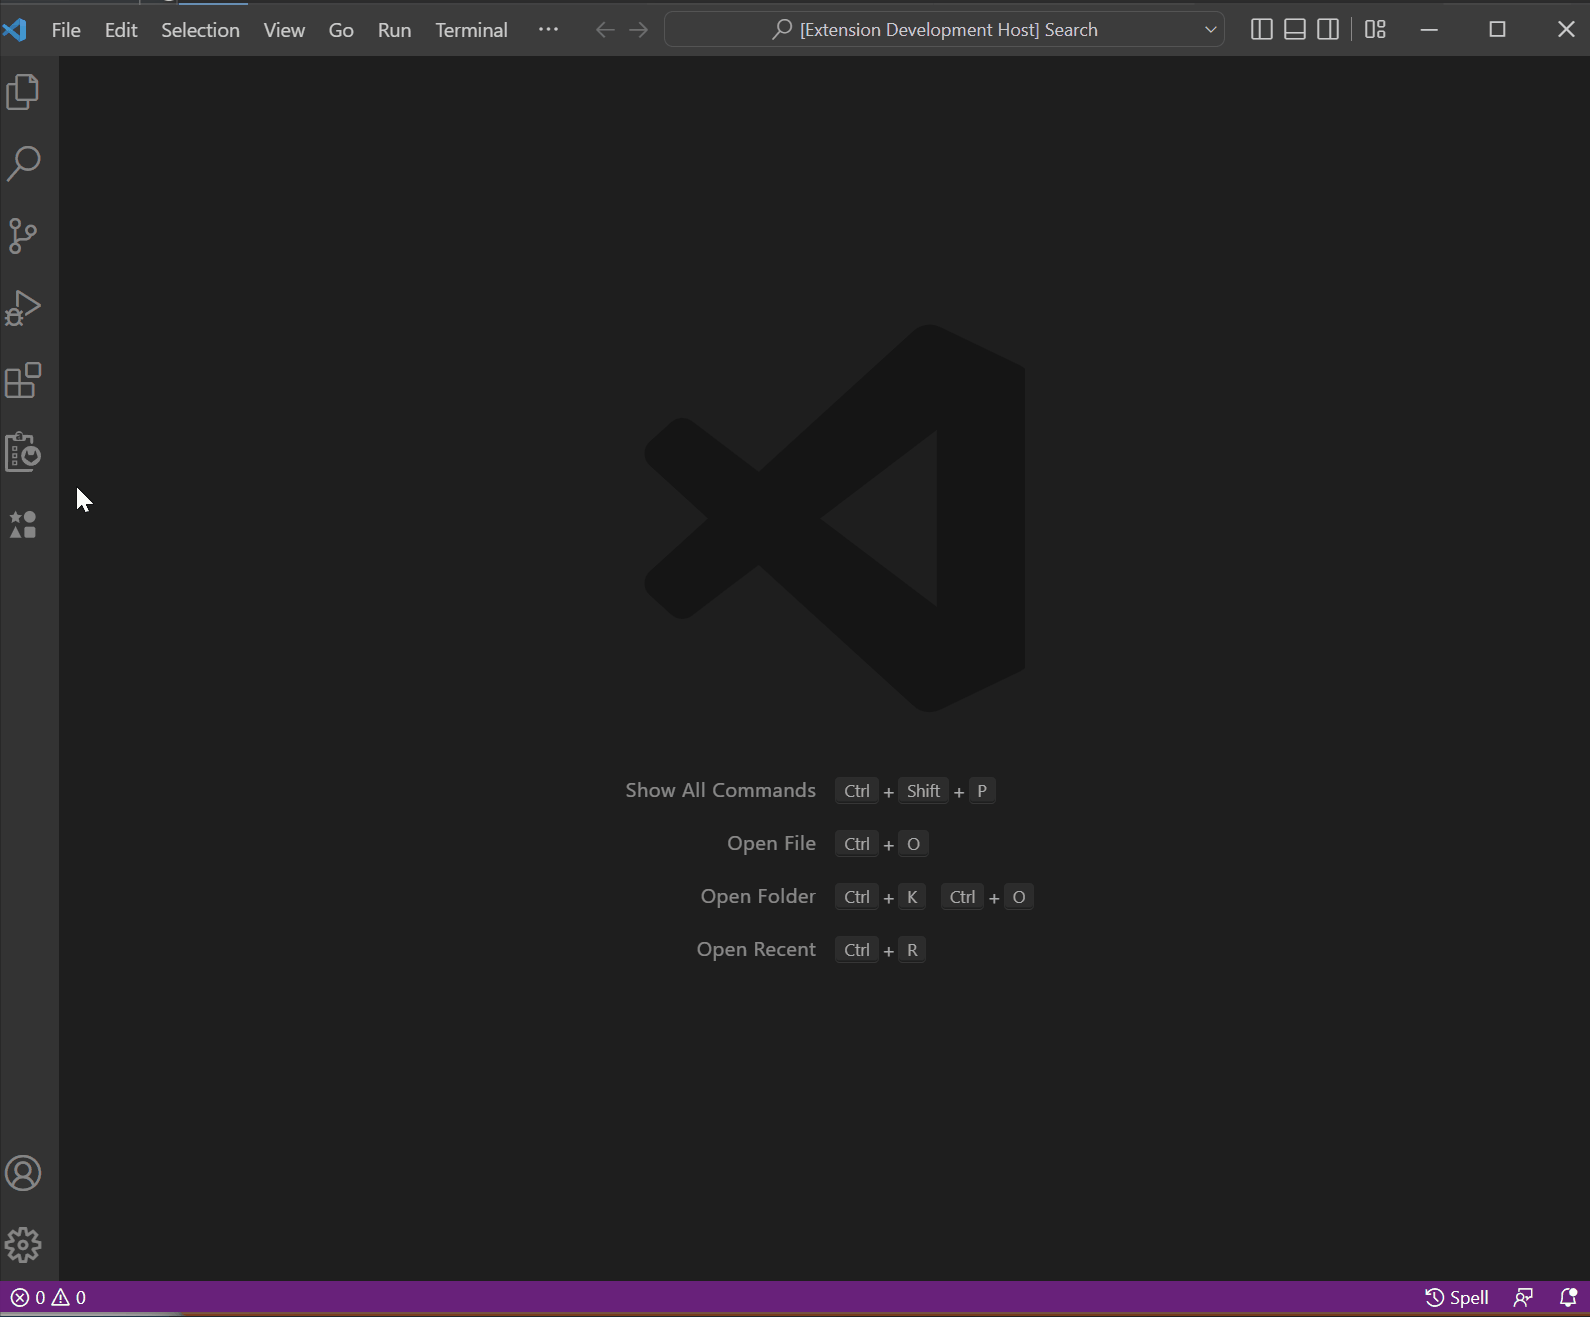 File Edit Selection View Go Run Terminal ··· [Extension Development Host] Search
Show All Commands Ctrl + Shift + P
Open File Ctrl + O
Open Folder Ctrl + K Ctrl + O
Open Recent Ctrl + R
0 0 Spell